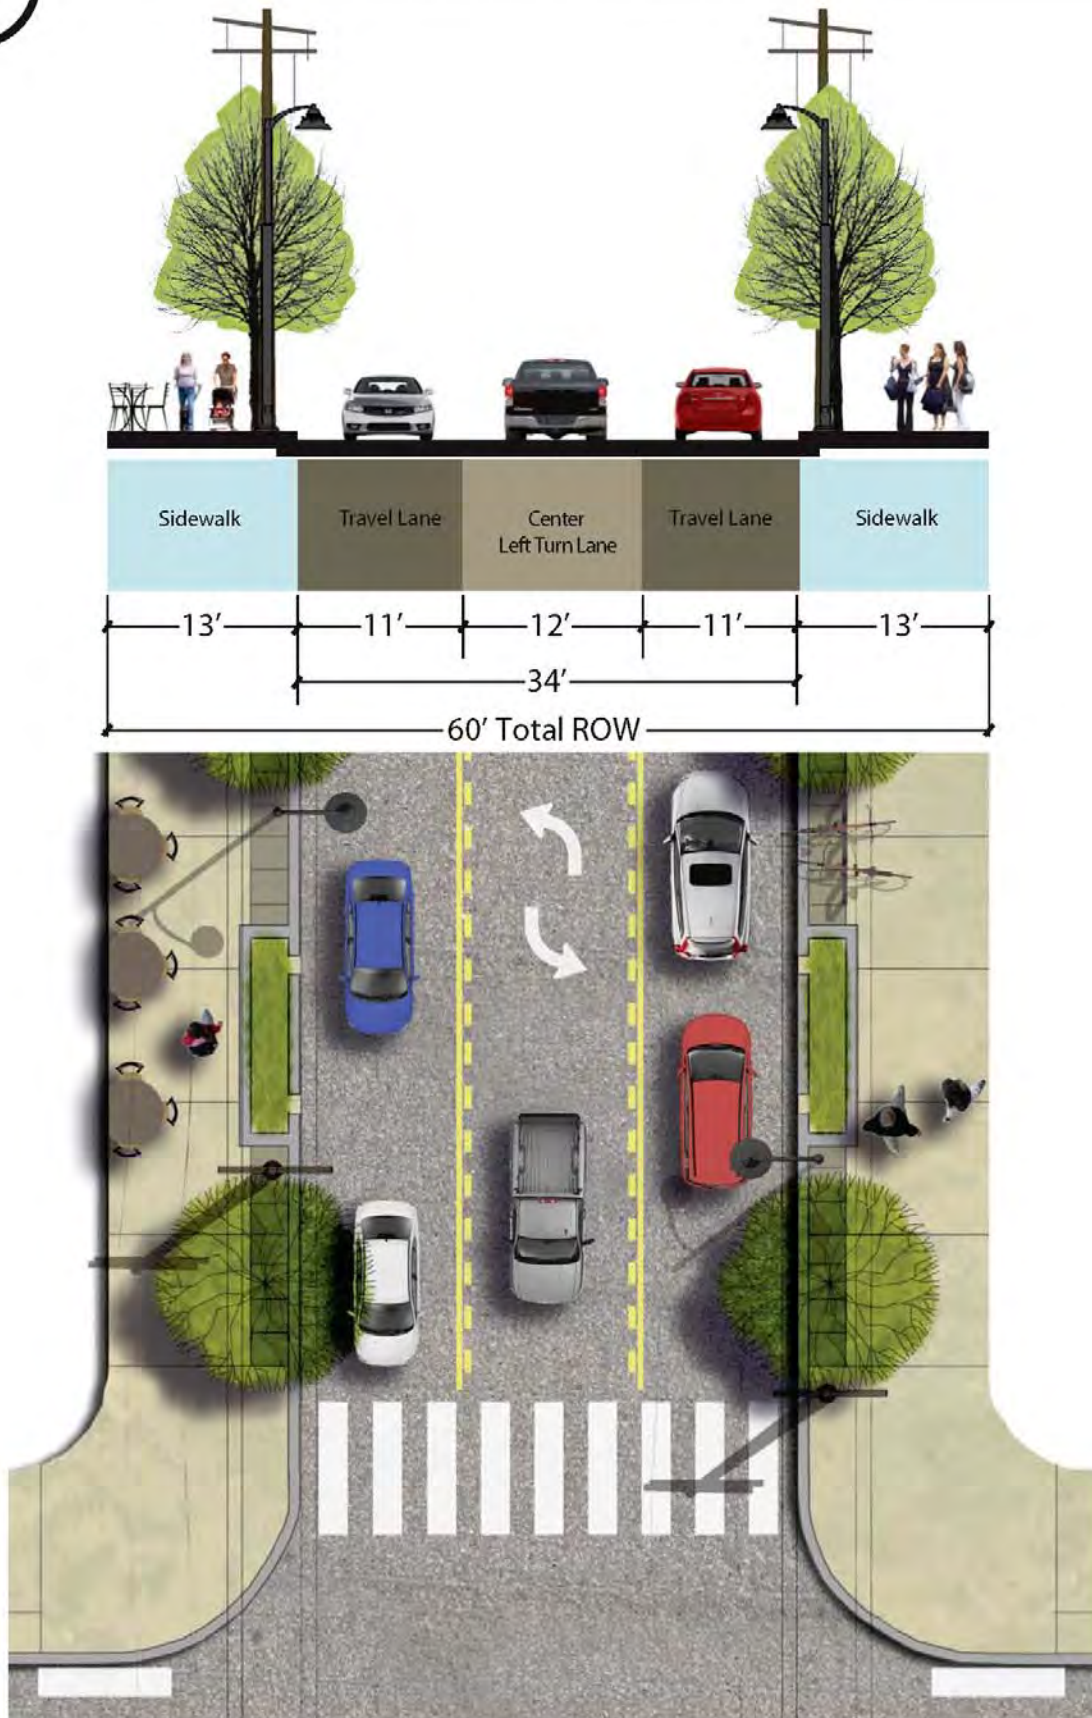 Sidewalk
Travel Lane
Center
Left Turn Lane
Travel Lane
Sidewalk
13’
11’
12’
11’
13’
34’
60’ Total ROW